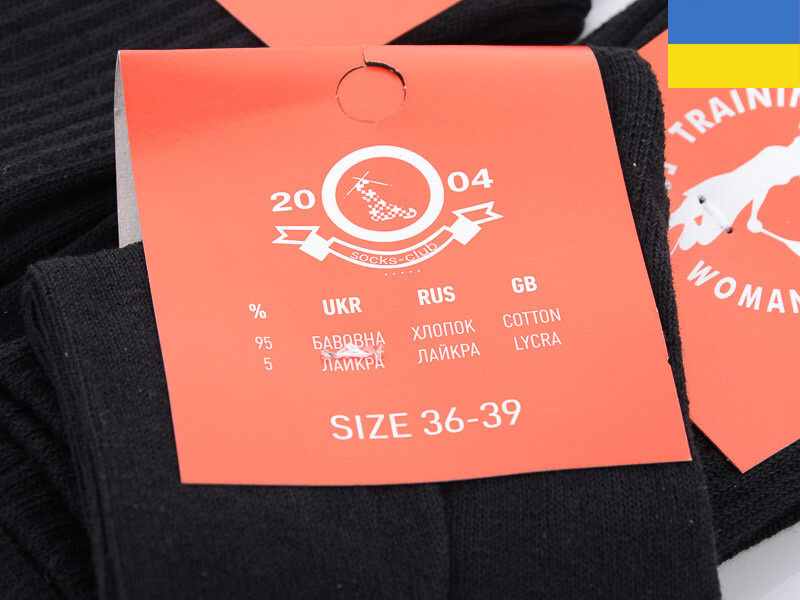 20 04
socks-club
% UKR RUS GB
95 БАВОВНА ХЛОПОК COTTON
5 ЛАЙКРА ЛАЙКРА LYCRA
SIZE 36-39
TRAINING
WOMAN